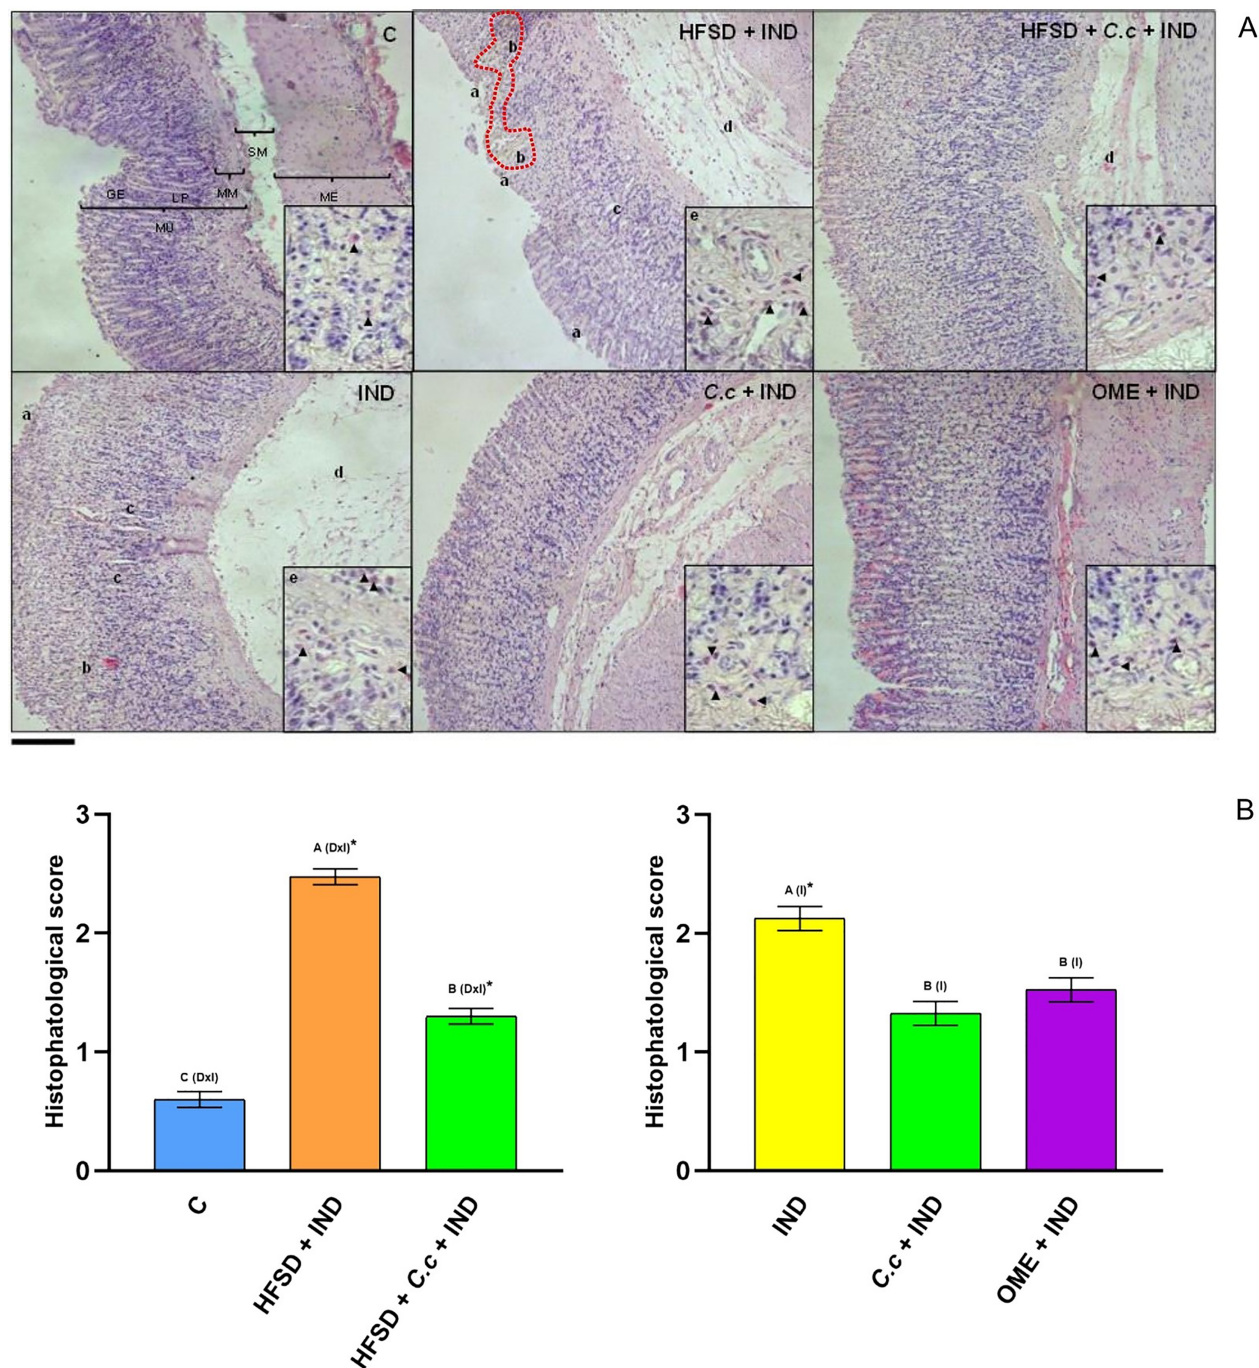 A
C
GE
LP
MM
SM
ME
MU
HFSD + IND
b
a
b
a
c
d
a
e
HFSD + C.c + IND
d
IND
a
d
c
c
b
e
C.c + IND
OME + IND
B
3
2
1
0
Histophatological score
C (DxI)
A (DxI)*
B (DxI)*
C
HFSD + IND
HFSD + C.c + IND
3
2
1
0
Histophatological score
A (I)*
B (I)
B (I)
IND
C.c + IND
OME + IND